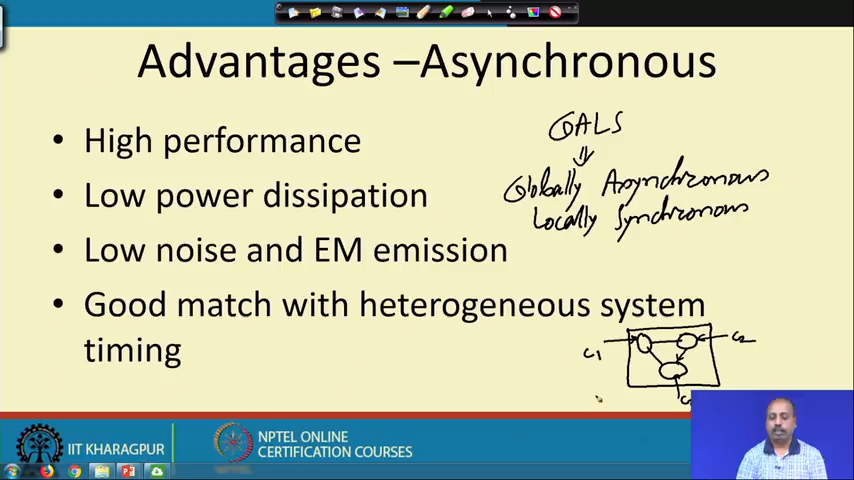 Advantages –Asynchronous
• High performance
• Low power dissipation
• Low noise and EM emission
• Good match with heterogeneous system
timing
GALS
Globally Asynchronous
Locally Synchronous
C1
C2
IIT KHARAGPUR
NPTEL ONLINE
CERTIFICATION COURSES